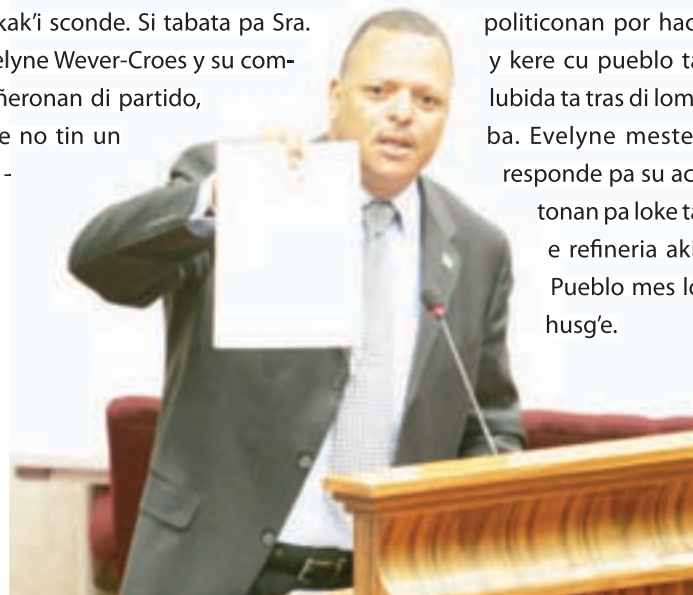 kak'i sconde. Si tabata pa Sra.
elyne Wever-Croes y su com-
ñeronan di partido,
e no tin un
-
politiconan por hac
y kere cu pueblo ta
lubida ta tras di lom
ba. Evelyne meste
responde pa su ac
tonan pa loke ta
e refineria aki
Pueblo mes lo
husg'e.